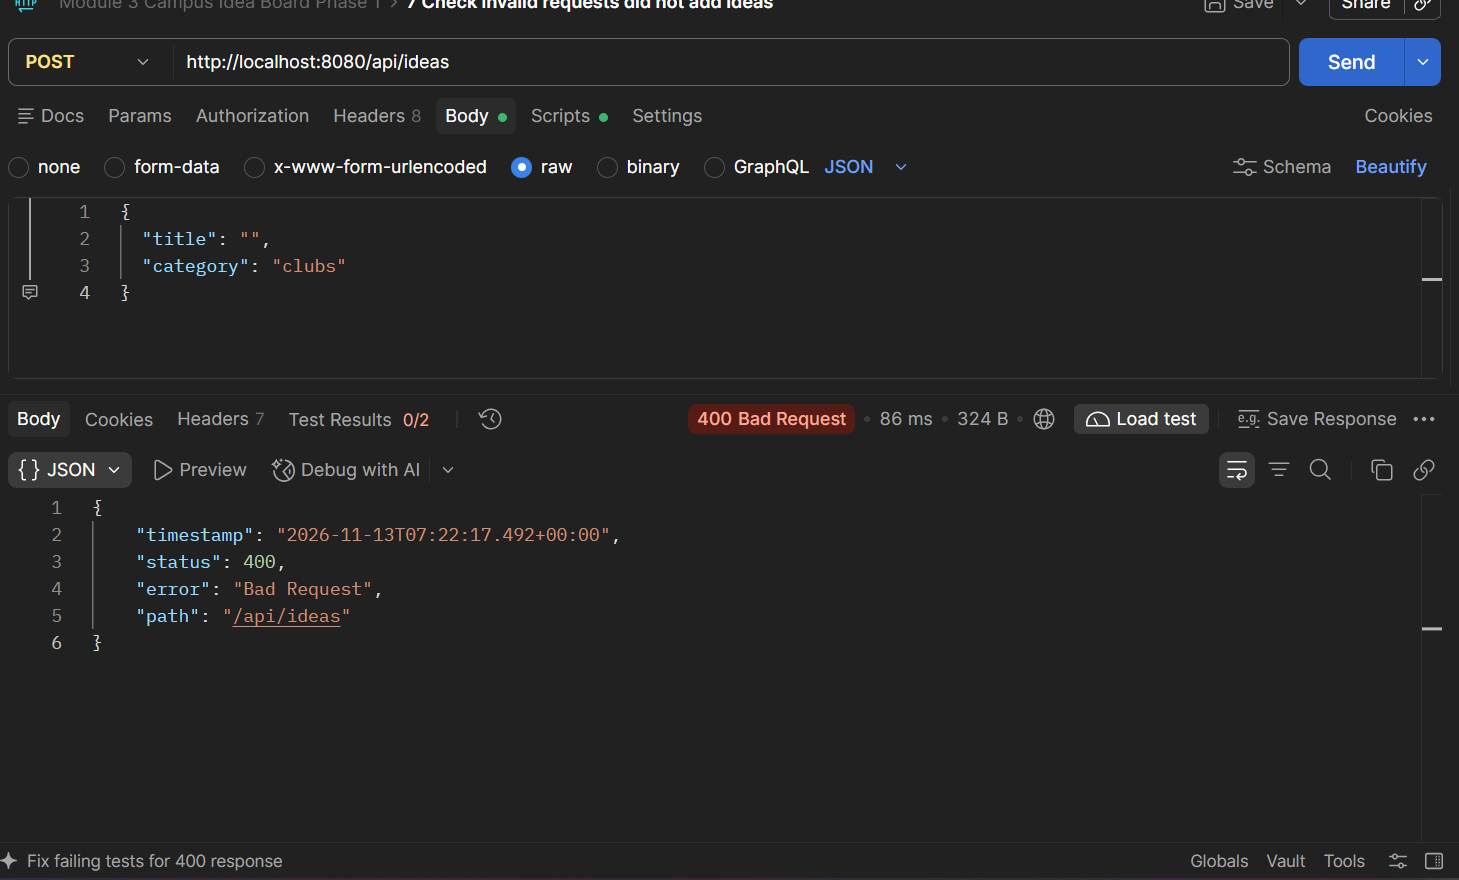 Module 3 Campus Idea Board Phase 1 > 7 Check invalid requests did not add ideas Save Share
POST http://localhost:8080/api/ideas Send
Docs Params Authorization Headers 8 Body Scripts Settings Cookies
none form-data x-www-form-urlencoded raw binary GraphQL JSON Schema Beautify
1 {
2 "title": "",
3 "category": "clubs"
4 }
Body Cookies Headers 7 Test Results 0/2 400 Bad Request • 86 ms • 324 B • Load test e.g. Save Response
{} JSON Preview Debug with AI
1 {
2 "timestamp": "2026-11-13T07:22:17.492+00:00",
3 "status": 400,
4 "error": "Bad Request",
5 "path": "/api/ideas"
6 }
Fix failing tests for 400 response Globals Vault Tools